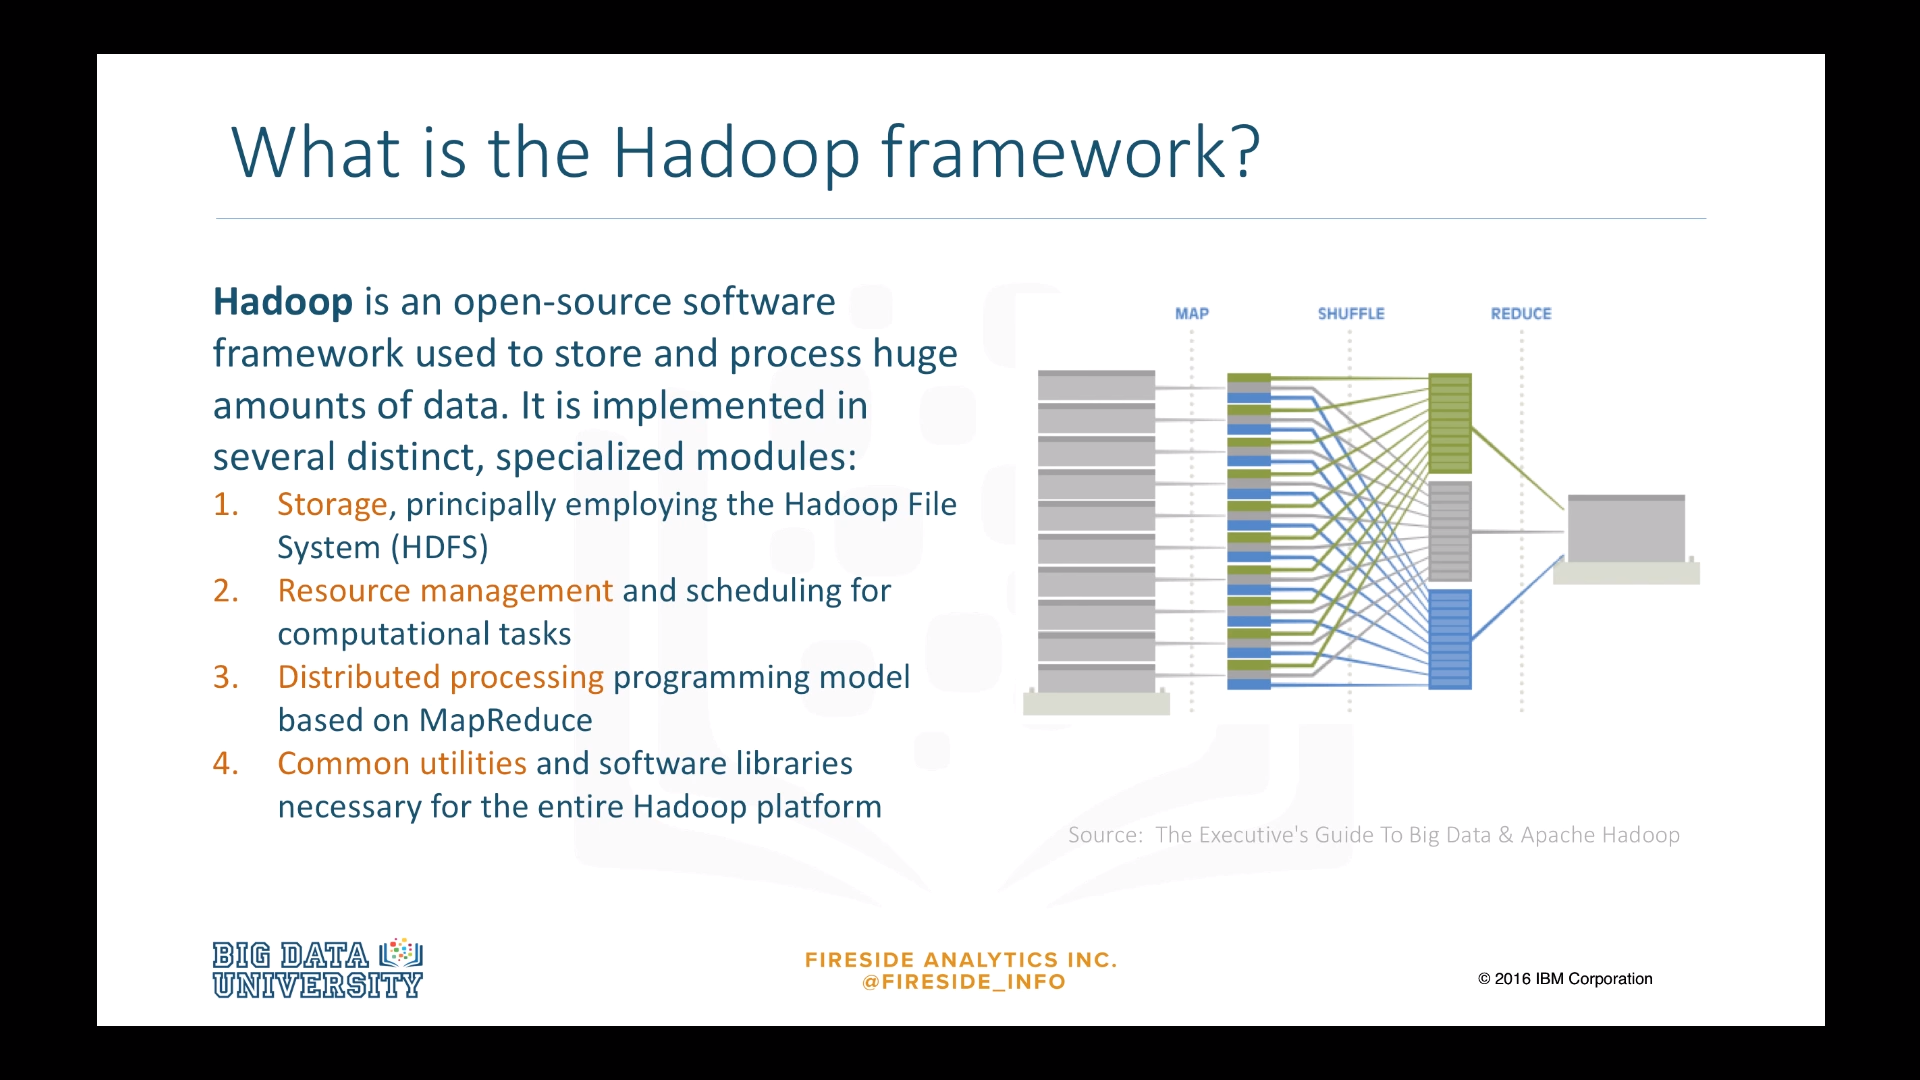 What is the Hadoop framework?
Hadoop is an open-source software
framework used to store and process huge
amounts of data. It is implemented in
several distinct, specialized modules:
1. Storage, principally employing the Hadoop File
System (HDFS)
2. Resource management and scheduling for
computational tasks
3. Distributed processing programming model
based on MapReduce
4. Common utilities and software libraries
necessary for the entire Hadoop platform
MAP SHUFFLE REDUCE
Source: The Executive's Guide To Big Data & Apache Hadoop
BIG DATA
UNIVERSITY
FIRESIDE ANALYTICS INC.
@FIRESIDE_INFO
© 2016 IBM Corporation